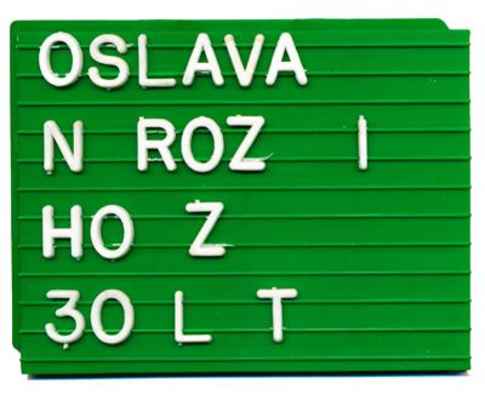 OSLAVA
N ROZ I
HO Z
30 L T